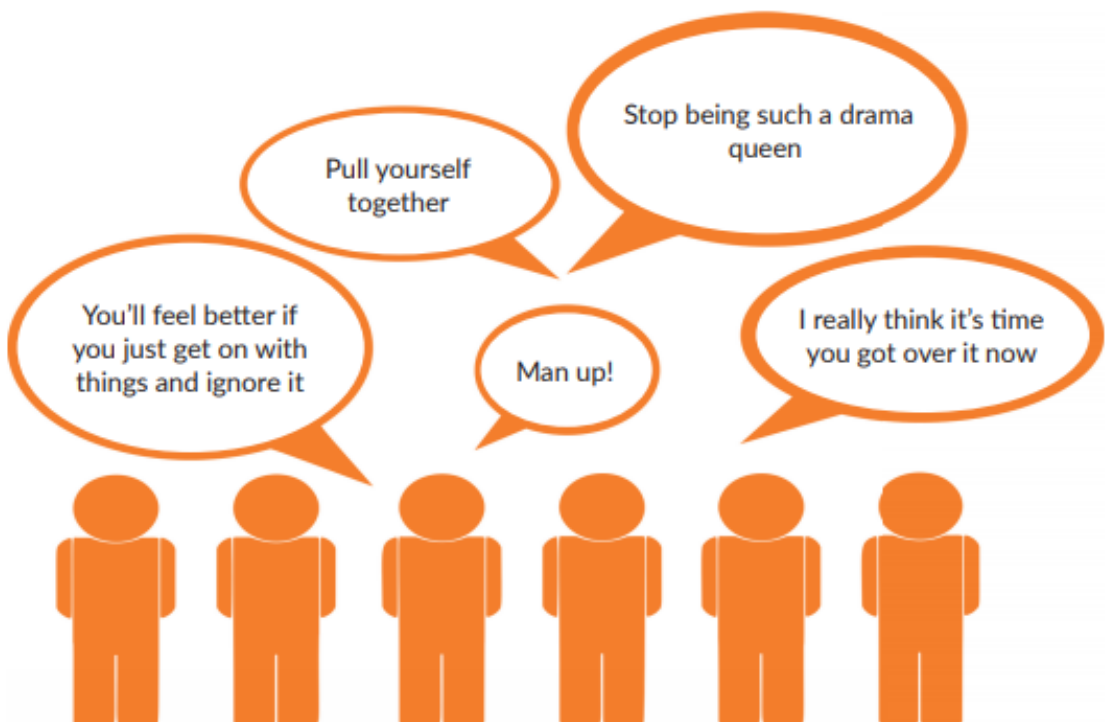 Stop being such a drama
queen
Pull yourself
together
You'll feel better if
you just get on with
things and ignore it
Man up!
I really think it's time
you got over it now